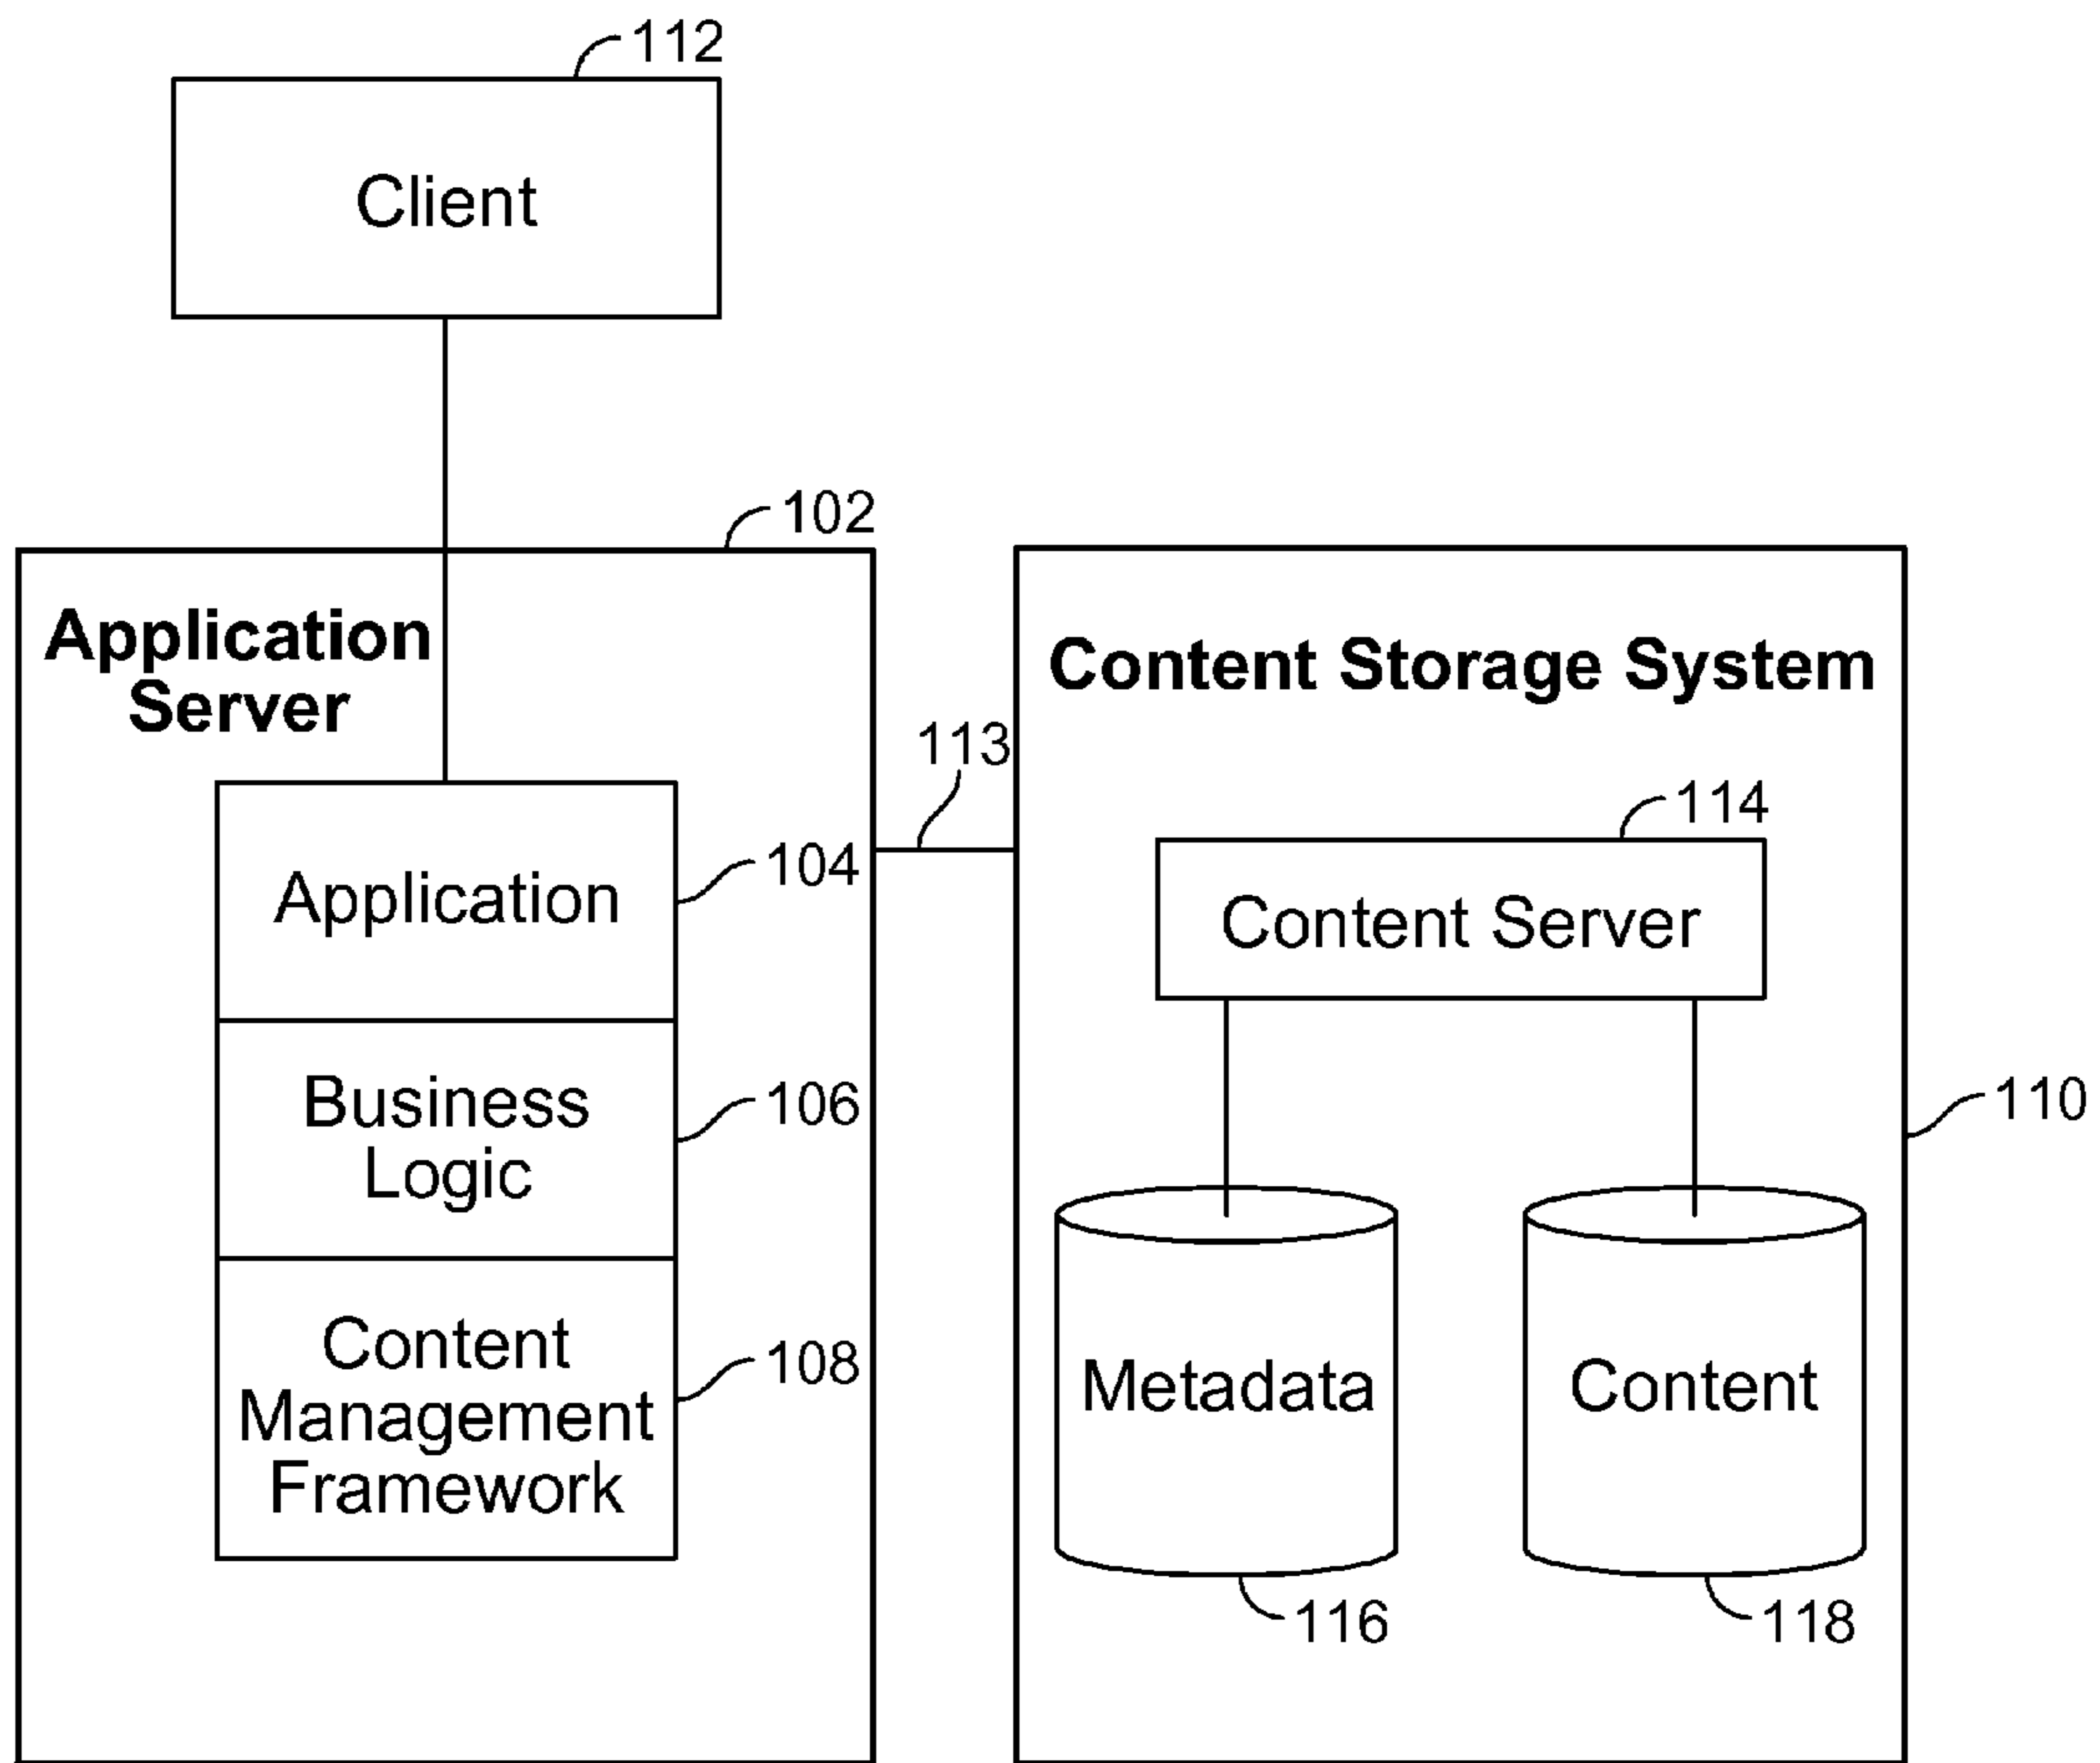 112
Client
102
Application
Server
Content Storage System
113
114
Application
104
Content Server
Business
Logic
106
110
Content
Management
Framework
108
Metadata
Content
116
118